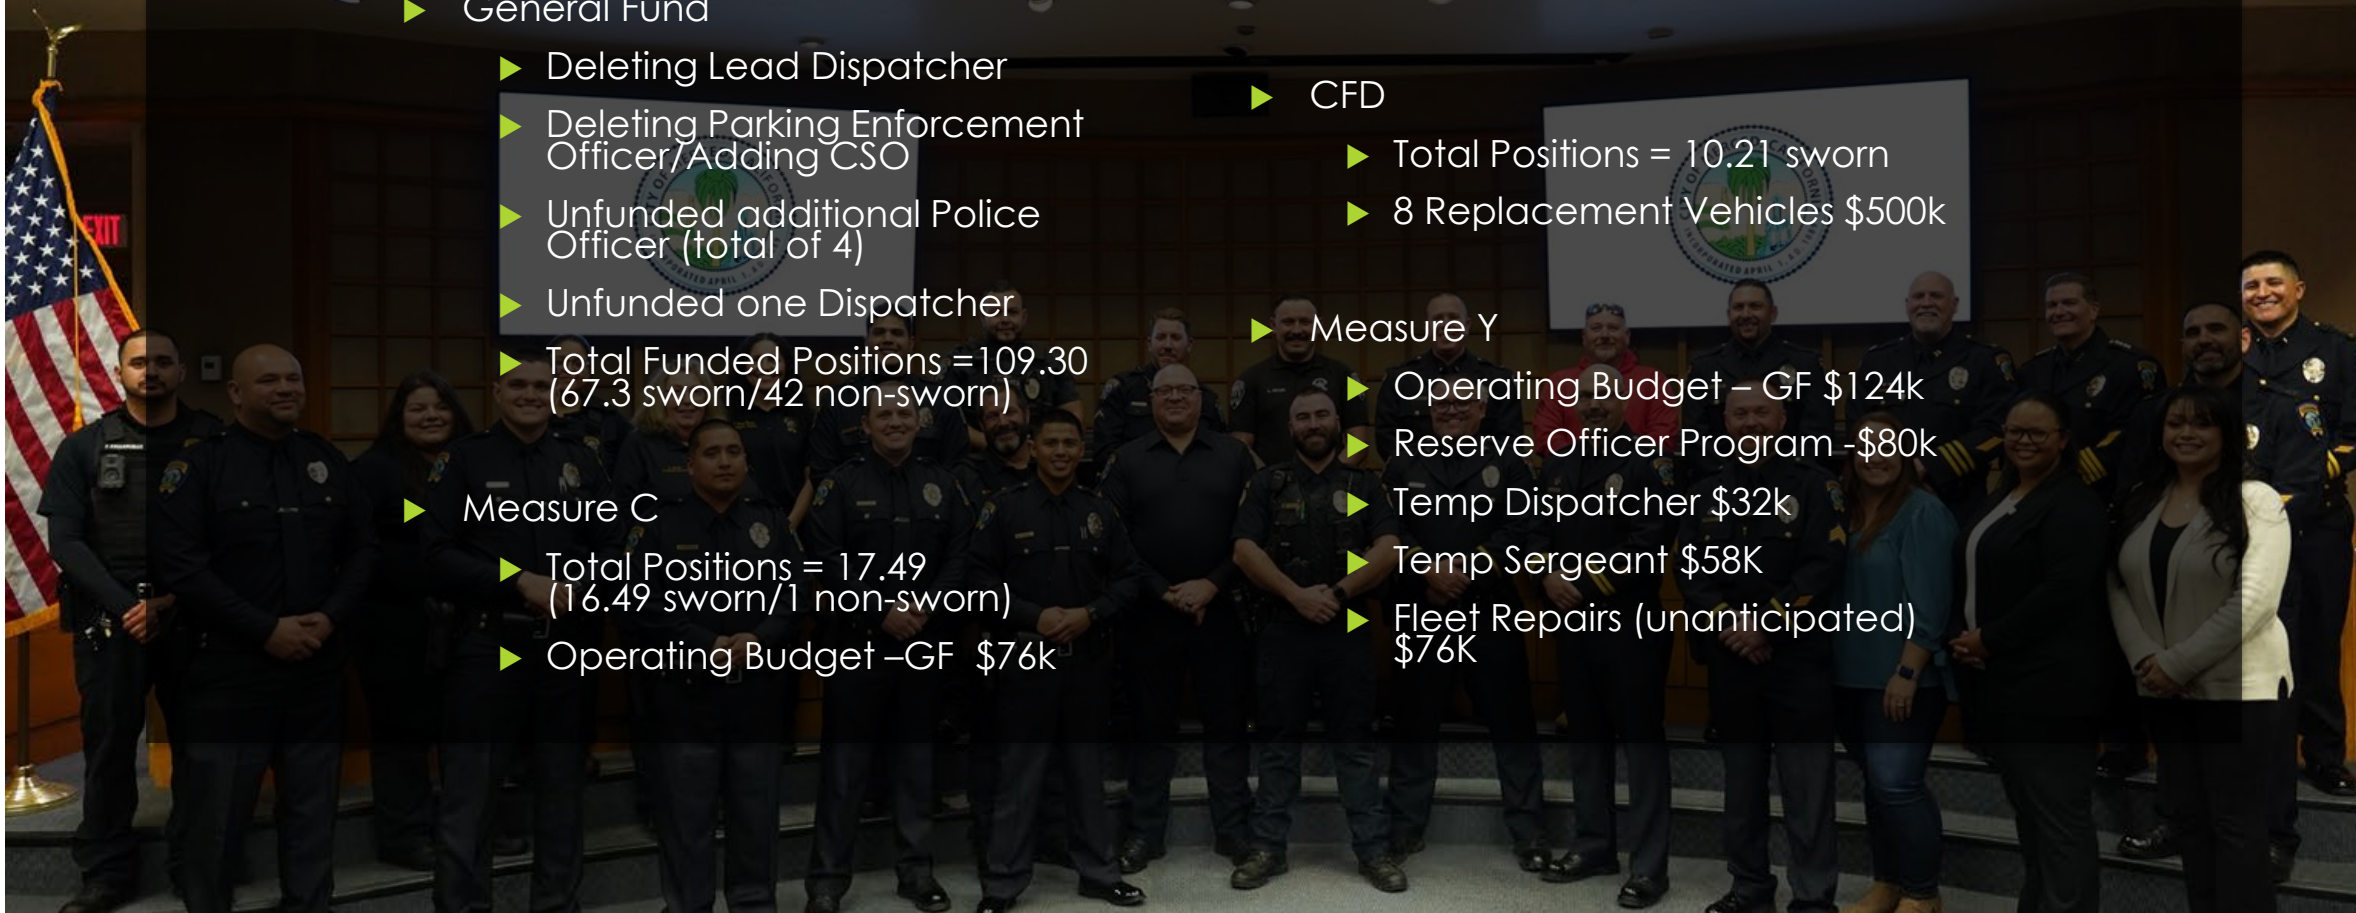 General Fund
Deleting Lead Dispatcher
Deleting Parking Enforcement
Officer/Adding CSO
Unfunded additional Police
Officer (total of 4)
Unfunded one Dispatcher
Total Funded Positions =109.30
(67.3 sworn/42 non-sworn)
Measure C
Total Positions = 17.49
(16.49 sworn/1 non-sworn)
Operating Budget –GF $76k
CFD
Total Positions = 10.21 sworn
8 Replacement Vehicles $500k
Measure Y
Operating Budget – GF $124k
Reserve Officer Program -$80k
Temp Dispatcher $32k
Temp Sergeant $58K
Fleet Repairs (unanticipated)
$76K
EXIT